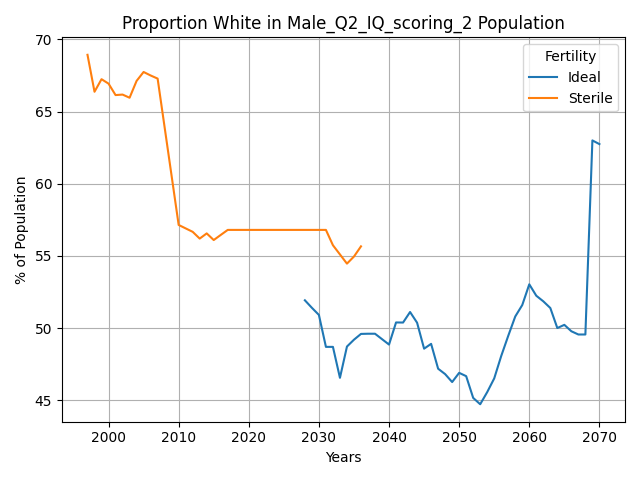 Proportion White in Male_Q2_IQ_scoring_2 Population
70
65
60
55
50
45
% of Population
Fertility
Ideal
Sterile
2000 2010 2020 2030 2040 2050 2060 2070
Years